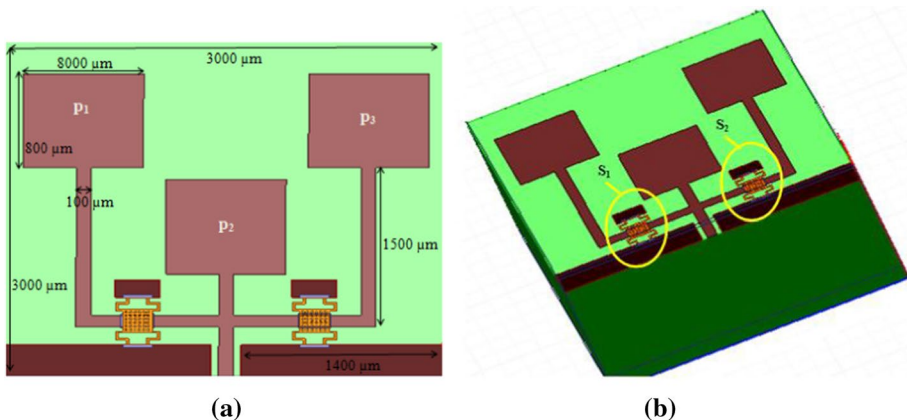 3000 µm
8000 µm
p₁
p₃
800 µm
100 µm
p₂
1500 µm
3000 µm
1400 µm
(a)
S₂
S₁
(b)